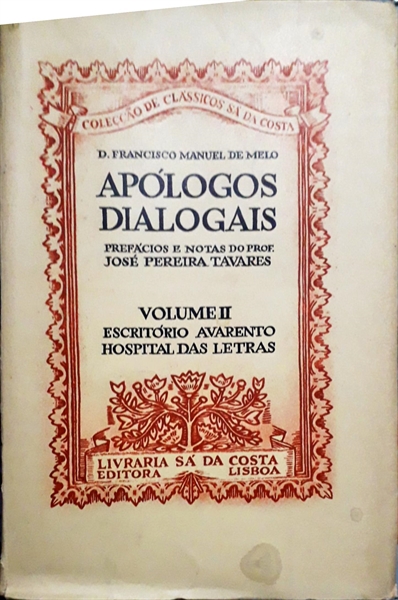 COLECÇÃO DE CLÁSSICOS SÁ DA COSTA
D. FRANCISCO MANUEL DE MELO
APÓLOGOS
DIALOGAIS
PREFÁCIOS E NOTAS DO PROF.
JOSÉ PEREIRA TAVARES
VOLUME II
ESCRITÓRIO AVARENTO
HOSPITAL DAS LETRAS
LIVRARIA SÁ DA COSTA
EDITORA LISBOA